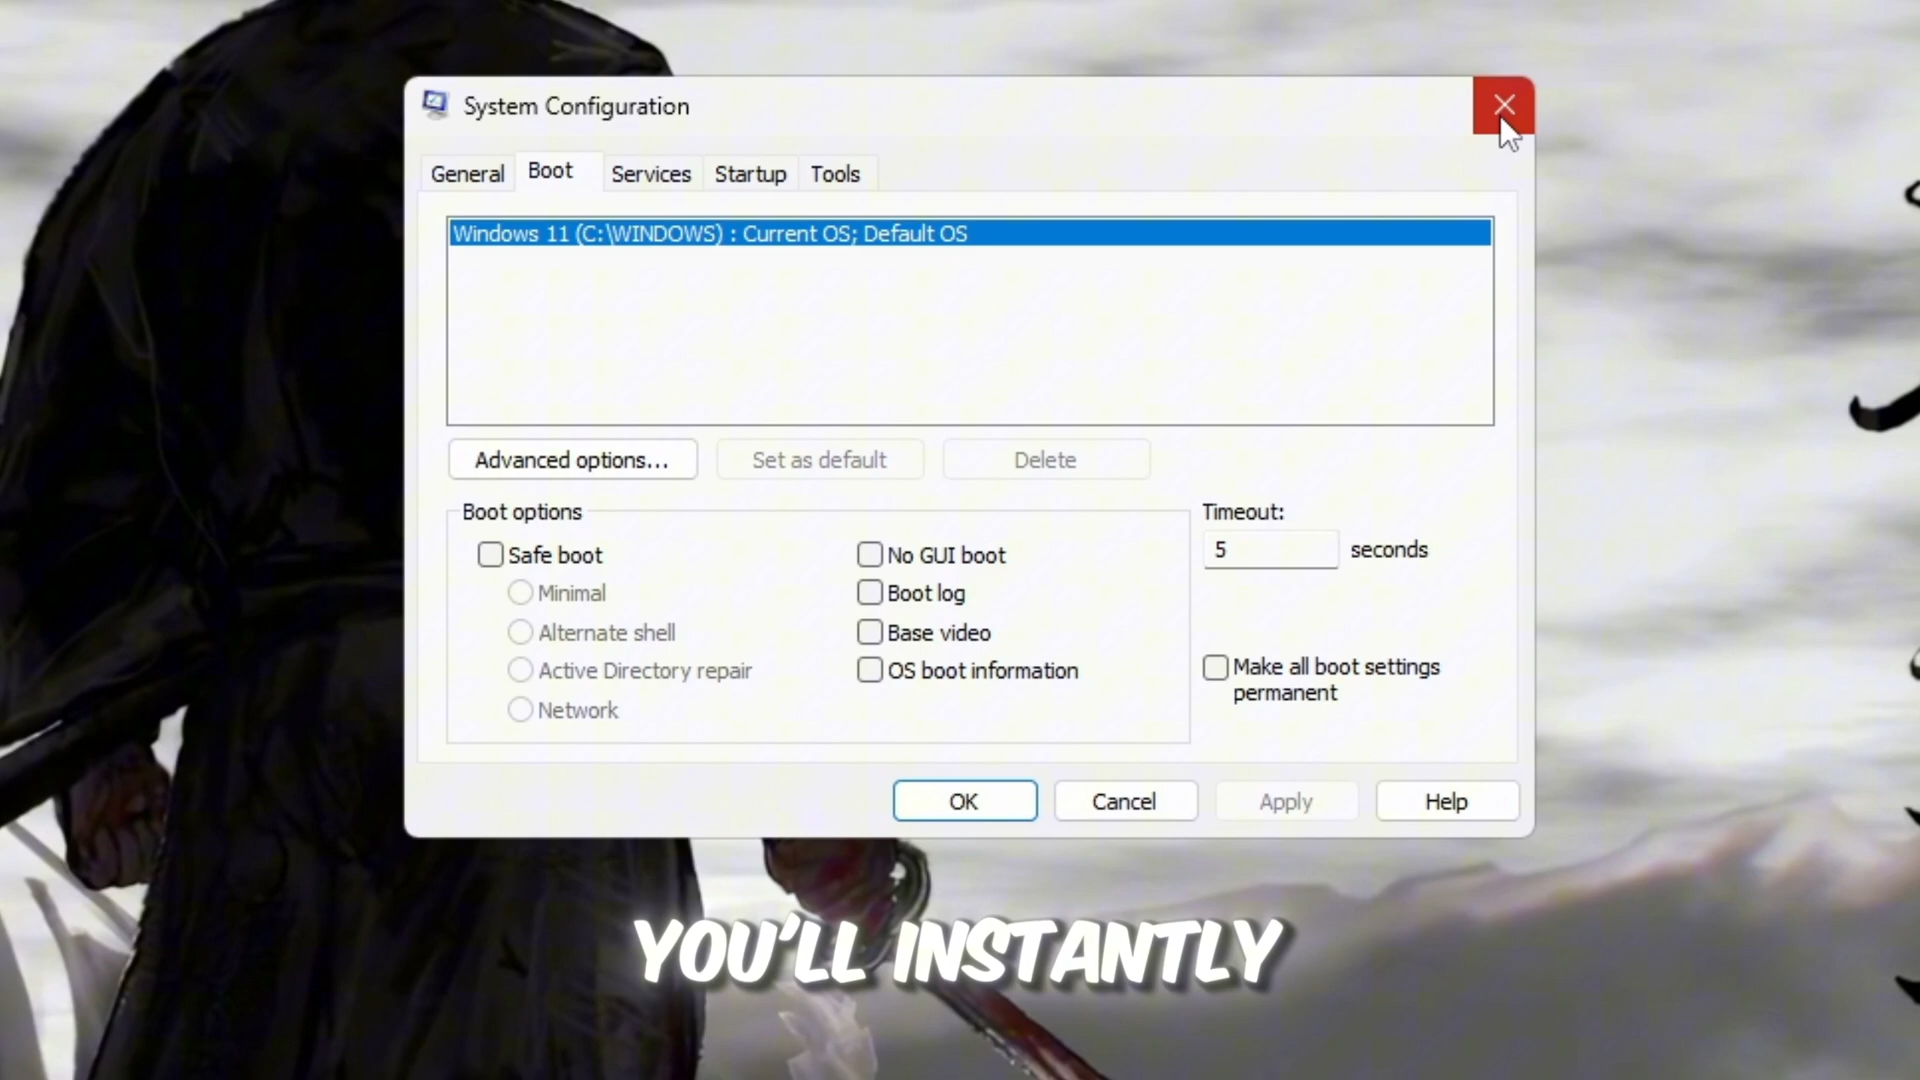 System Configuration
General Boot Services Startup Tools
Windows 11 (C:\WINDOWS) : Current OS; Default OS
Advanced options... Set as default Delete
Boot options Timeout:
Safe boot No GUI boot 5 seconds
Minimal Boot log
Alternate shell Base video
Active Directory repair OS boot information Make all boot settings
permanent
Network
OK Cancel Apply Help
YOU'LL INSTANTLY